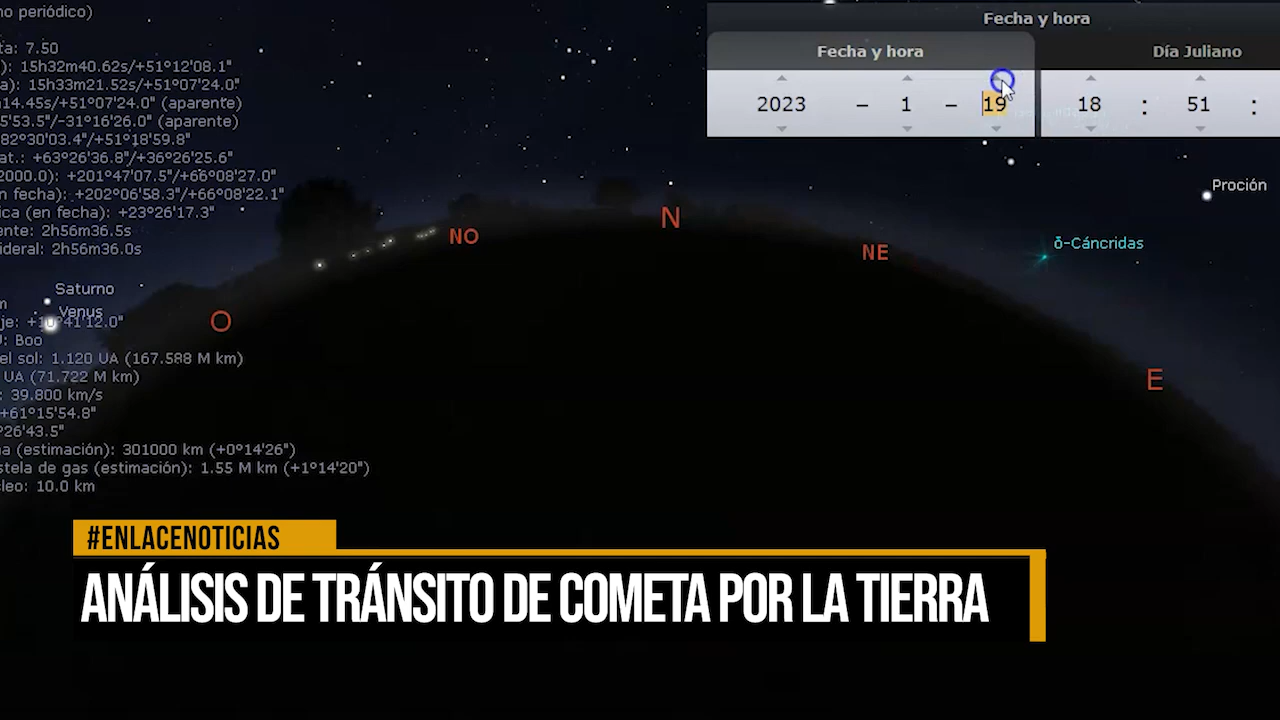 no periódico)
ta: 7.50
): 15h32m40.62s/+51°12'08.1"
a): 15h33m21.52s/+51°07'24.0"
n14.45s/+51°07'24.0" (aparente)
5'53.5"/-31°16'26.0" (aparente)
82°30'03.4"/+51°18'59.8"
at.: +63°26'36.8"/+36°26'25.6"
2000.0): +201°47'07.5"/+66°08'27.0"
en fecha): +202°06'58.3"/+66°08'22.1"
ica (en fecha): +23°26'17.3"
ente: 2h56m36.5s
ideral: 2h56m36.0s
m
je: +10°41'12.0"
J: Boo
el sol: 1.120 UA (167.588 M km)
UA (71.722 M km)
: 39.800 km/s
+61°15'54.8"
°26'43.5"
a (estimación): 301000 km (+0°14'26")
stela de gas (estimación): 1.55 M km (+1°14'20")
leo: 10.0 km
Fecha y hora
Fecha y hora
Día Juliano
2023 – 1 – 19
18 : 51 :
Proción
δ-Cáncridas
Saturno
Venus
O
NO
N
NE
E
#ENLACENOTICIAS
ANÁLISIS DE TRÁNSITO DE COMETA POR LA TIERRA